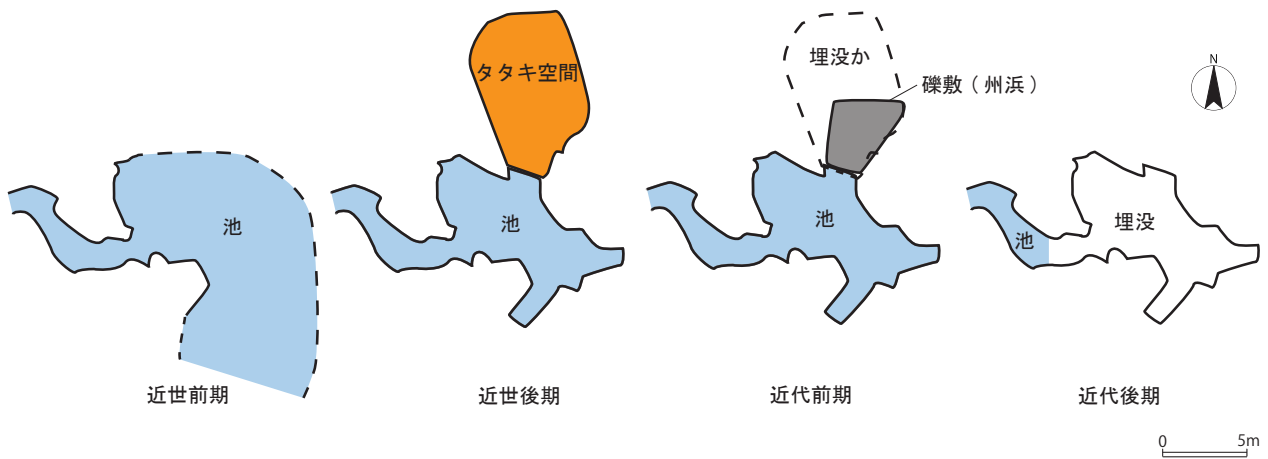 タタキ空間
埋没か
礫敷（州浜）
N
池
池
池
池
埋没
近世前期
近世後期
近代前期
近代後期
0 5m